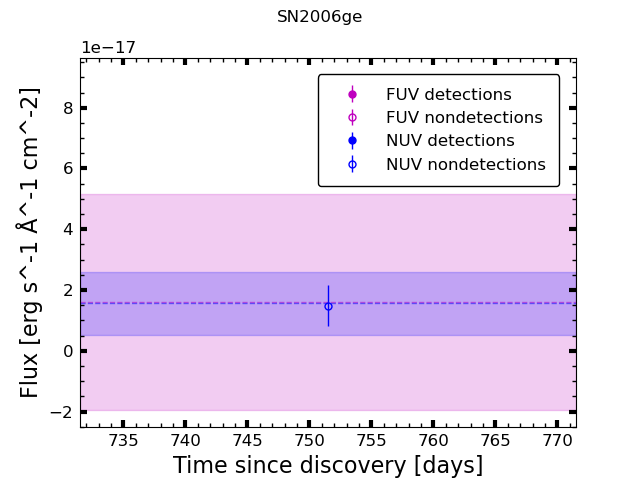 SN2006ge
1e−17
FUV detections
FUV nondetections
NUV detections
NUV nondetections
8
6
4
2
0
−2
Flux [erg s^-1 Å^-1 cm^-2]
735 740 745 750 755 760 765 770
Time since discovery [days]